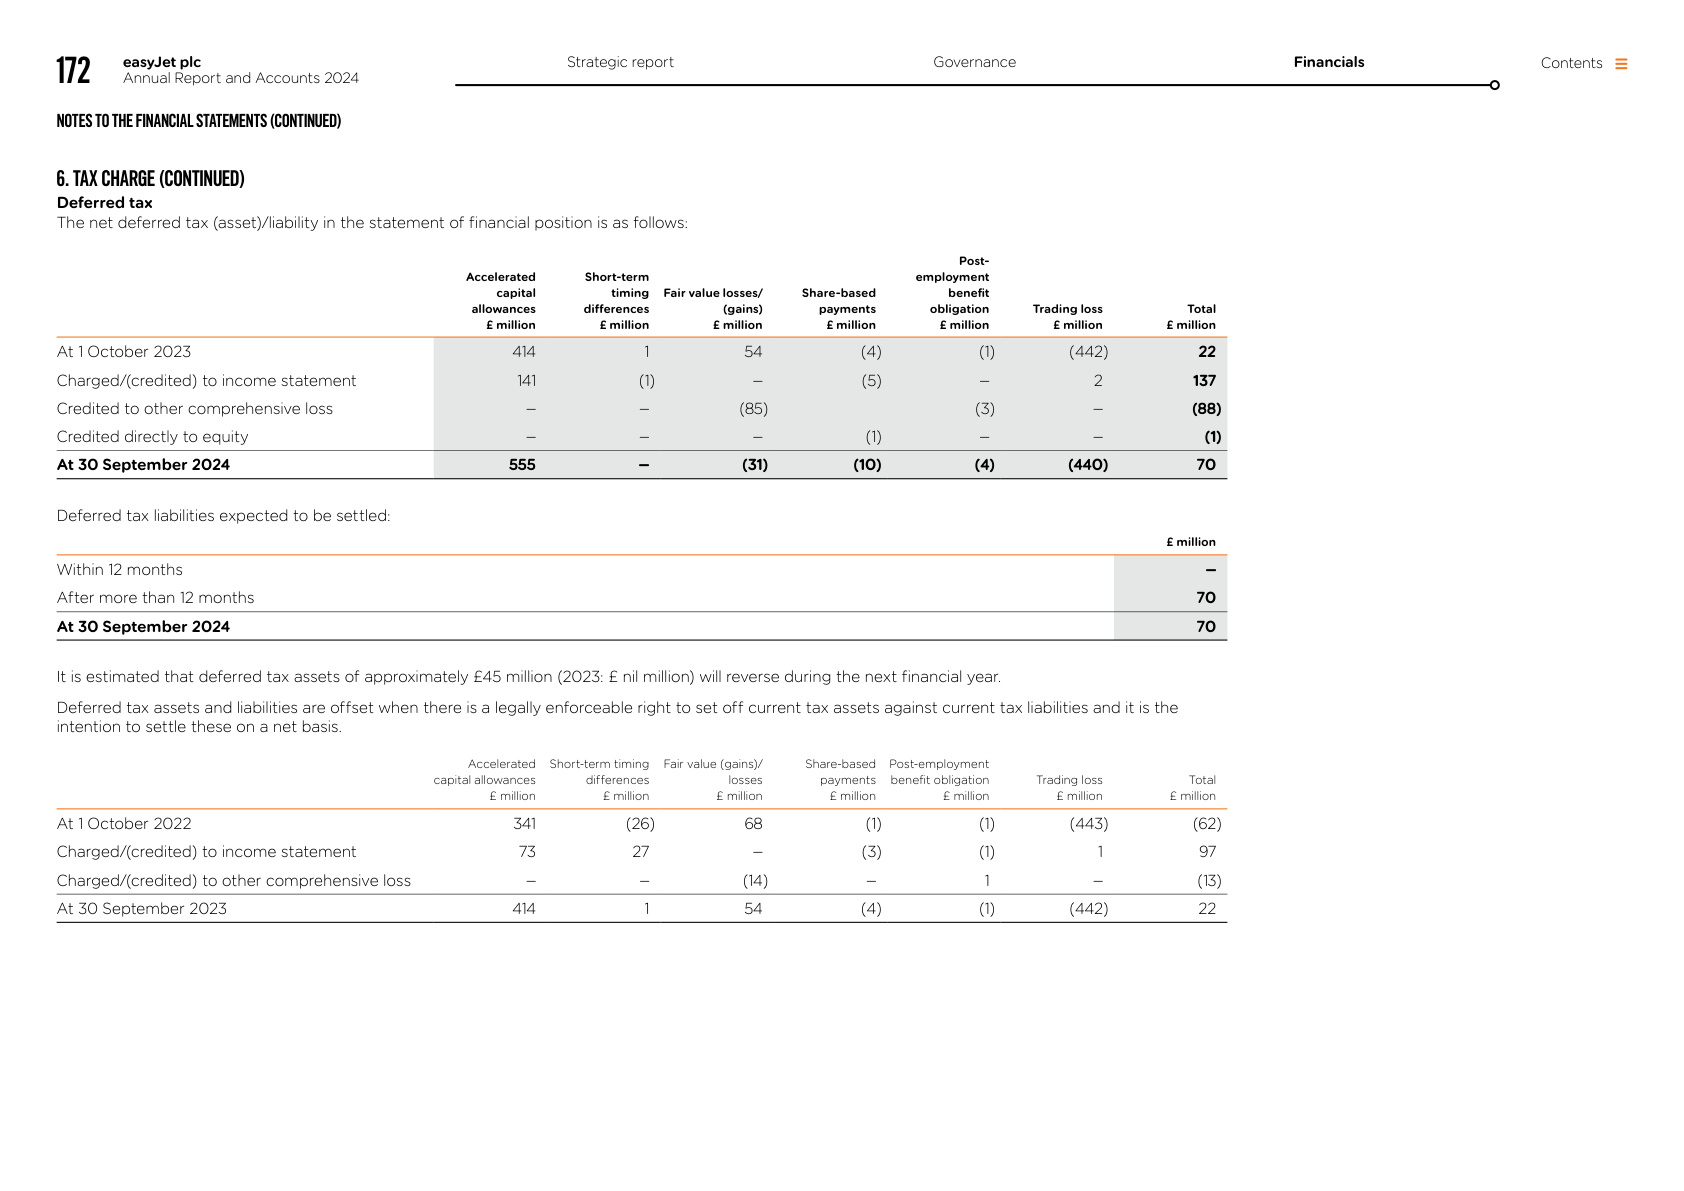 172
easyJet plc
Annual Report and Accounts 2024
Strategic report
Governance
Financials
Contents
NOTES TO THE FINANCIAL STATEMENTS (CONTINUED)
6. TAX CHARGE (CONTINUED)
Deferred tax
The net deferred tax (asset)/liability in the statement of financial position is as follows:
Accelerated capital allowances £ million Short-term timing differences £ million Fair value losses/ (gains) £ million Share-based payments £ million Post-employment benefit obligation £ million Trading loss £ million Total £ million
At 1 October 2023 414 1 54 (4) (1) (442) 22
Charged/(credited) to income statement 141 (1) – (5) – 2 137
Credited to other comprehensive loss – – (85) (3) – (88)
Credited directly to equity – – – (1) – – (1)
At 30 September 2024 555 – (31) (10) (4) (440) 70
Deferred tax liabilities expected to be settled:
£ million
Within 12 months –
After more than 12 months 70
At 30 September 2024 70
It is estimated that deferred tax assets of approximately £45 million (2023: £ nil million) will reverse during the next financial year.
Deferred tax assets and liabilities are offset when there is a legally enforceable right to set off current tax assets against current tax liabilities and it is the
intention to settle these on a net basis.
Accelerated capital allowances £ million Short-term timing differences £ million Fair value (gains)/ losses £ million Share-based payments £ million Post-employment benefit obligation £ million Trading loss £ million Total £ million
At 1 October 2022 341 (26) 68 (1) (1) (443) (62)
Charged/(credited) to income statement 73 27 – (3) (1) 1 97
Charged/(credited) to other comprehensive loss – – (14) – 1 – (13)
At 30 September 2023 414 1 54 (4) (1) (442) 22